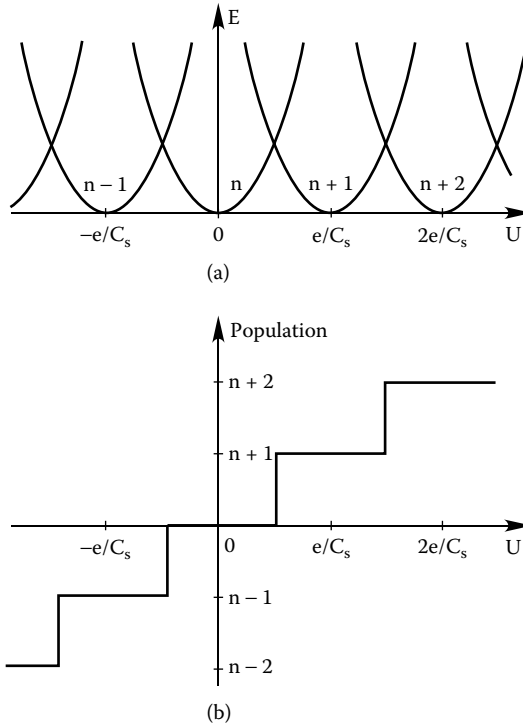 E
n − 1 n n + 1 n + 2
−e/Cₛ 0 e/Cₛ 2e/Cₛ U
(a)
Population
n + 2
n + 1
−e/Cₛ 0 e/Cₛ 2e/Cₛ U
n − 1
n − 2
(b)